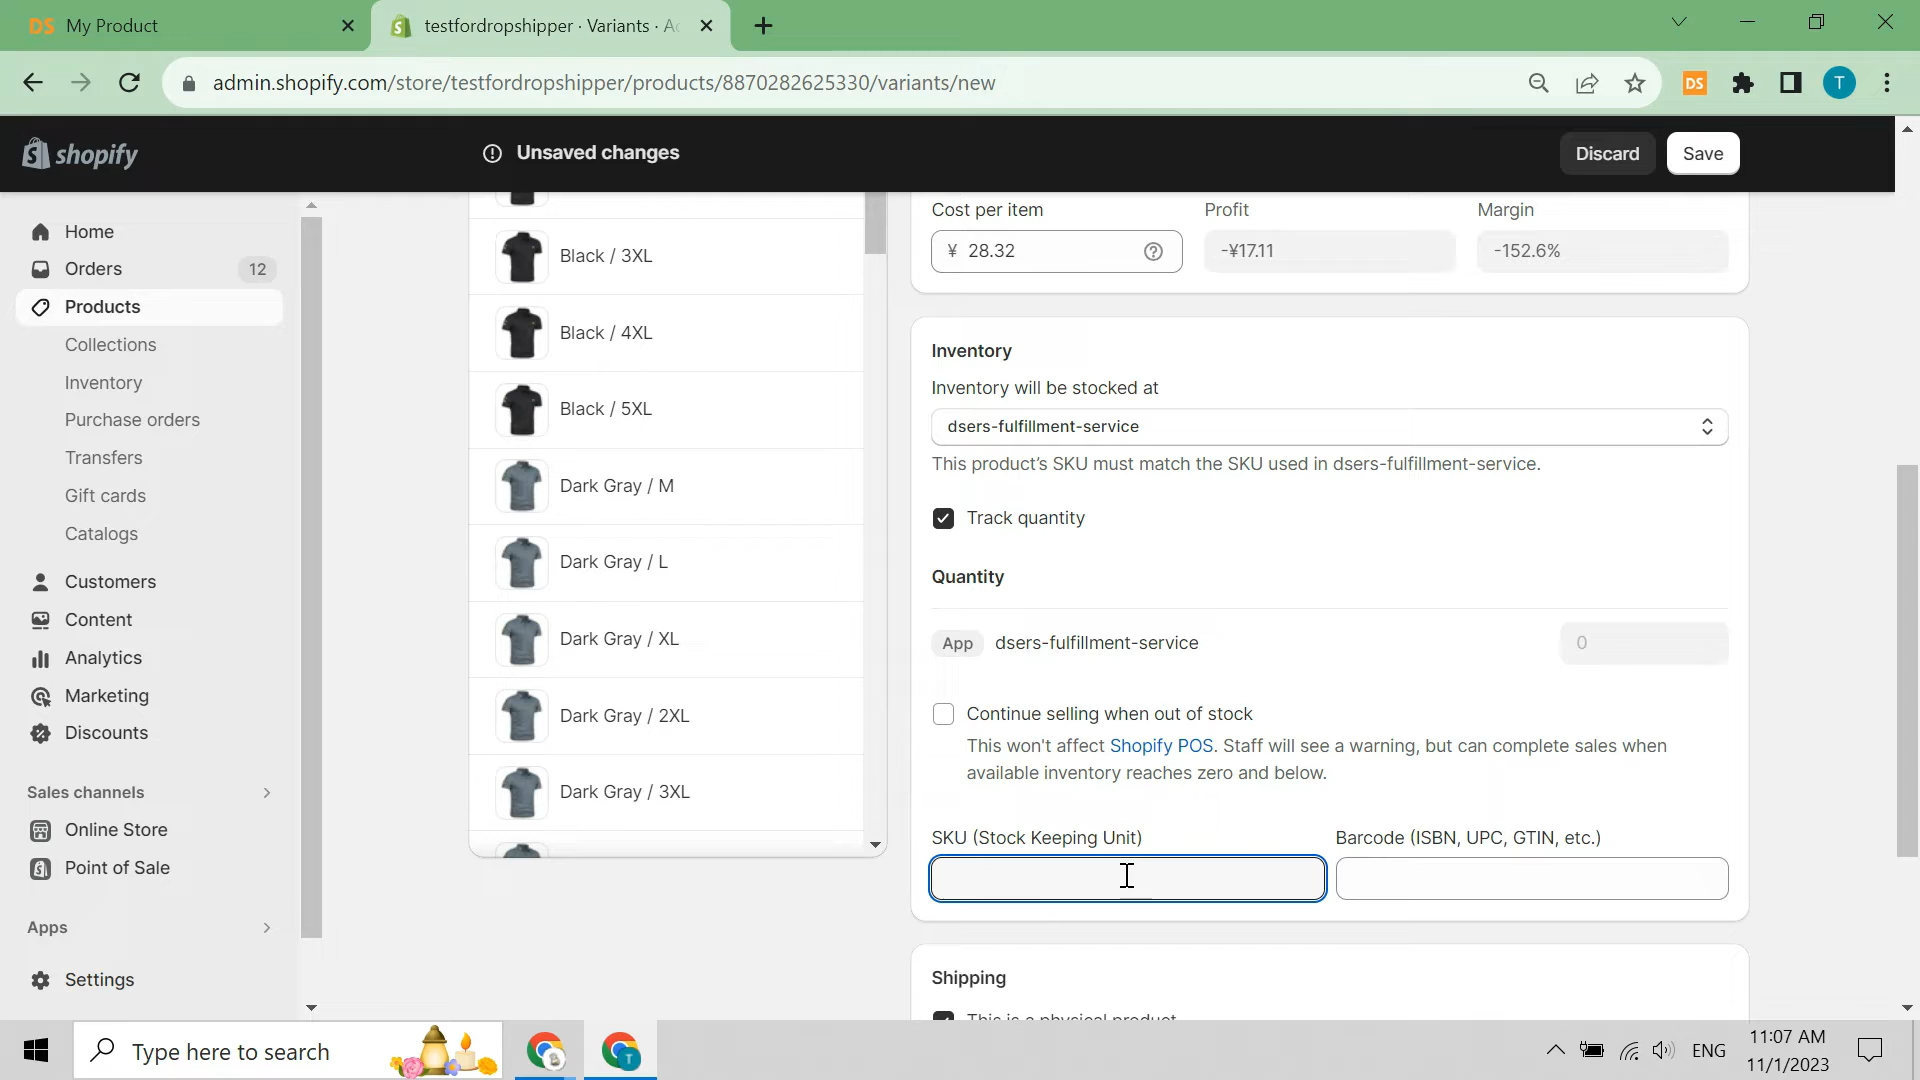 DS My Product
testfordropshipper · Variants · Ac
admin.shopify.com/store/testfordropshipper/products/8870282625330/variants/new
DS
T
shopify
Unsaved changes
Discard
Save
Home
Orders 12
Products
Collections
Inventory
Purchase orders
Transfers
Gift cards
Catalogs
Customers
Content
Analytics
Marketing
Discounts
Sales channels
Online Store
Point of Sale
Apps
Settings
Black / 3XL
Black / 4XL
Black / 5XL
Dark Gray / M
Dark Gray / L
Dark Gray / XL
Dark Gray / 2XL
Dark Gray / 3XL
Cost per item Profit Margin
¥ 28.32 -¥17.11 -152.6%
Inventory
Inventory will be stocked at
dsers-fulfillment-service
This product's SKU must match the SKU used in dsers-fulfillment-service.
Track quantity
Quantity
App dsers-fulfillment-service 0
Continue selling when out of stock
This won't affect Shopify POS. Staff will see a warning, but can complete sales when
available inventory reaches zero and below.
SKU (Stock Keeping Unit) Barcode (ISBN, UPC, GTIN, etc.)
Shipping
This is a physical product
Type here to search
T
ENG
11:07 AM
11/1/2023